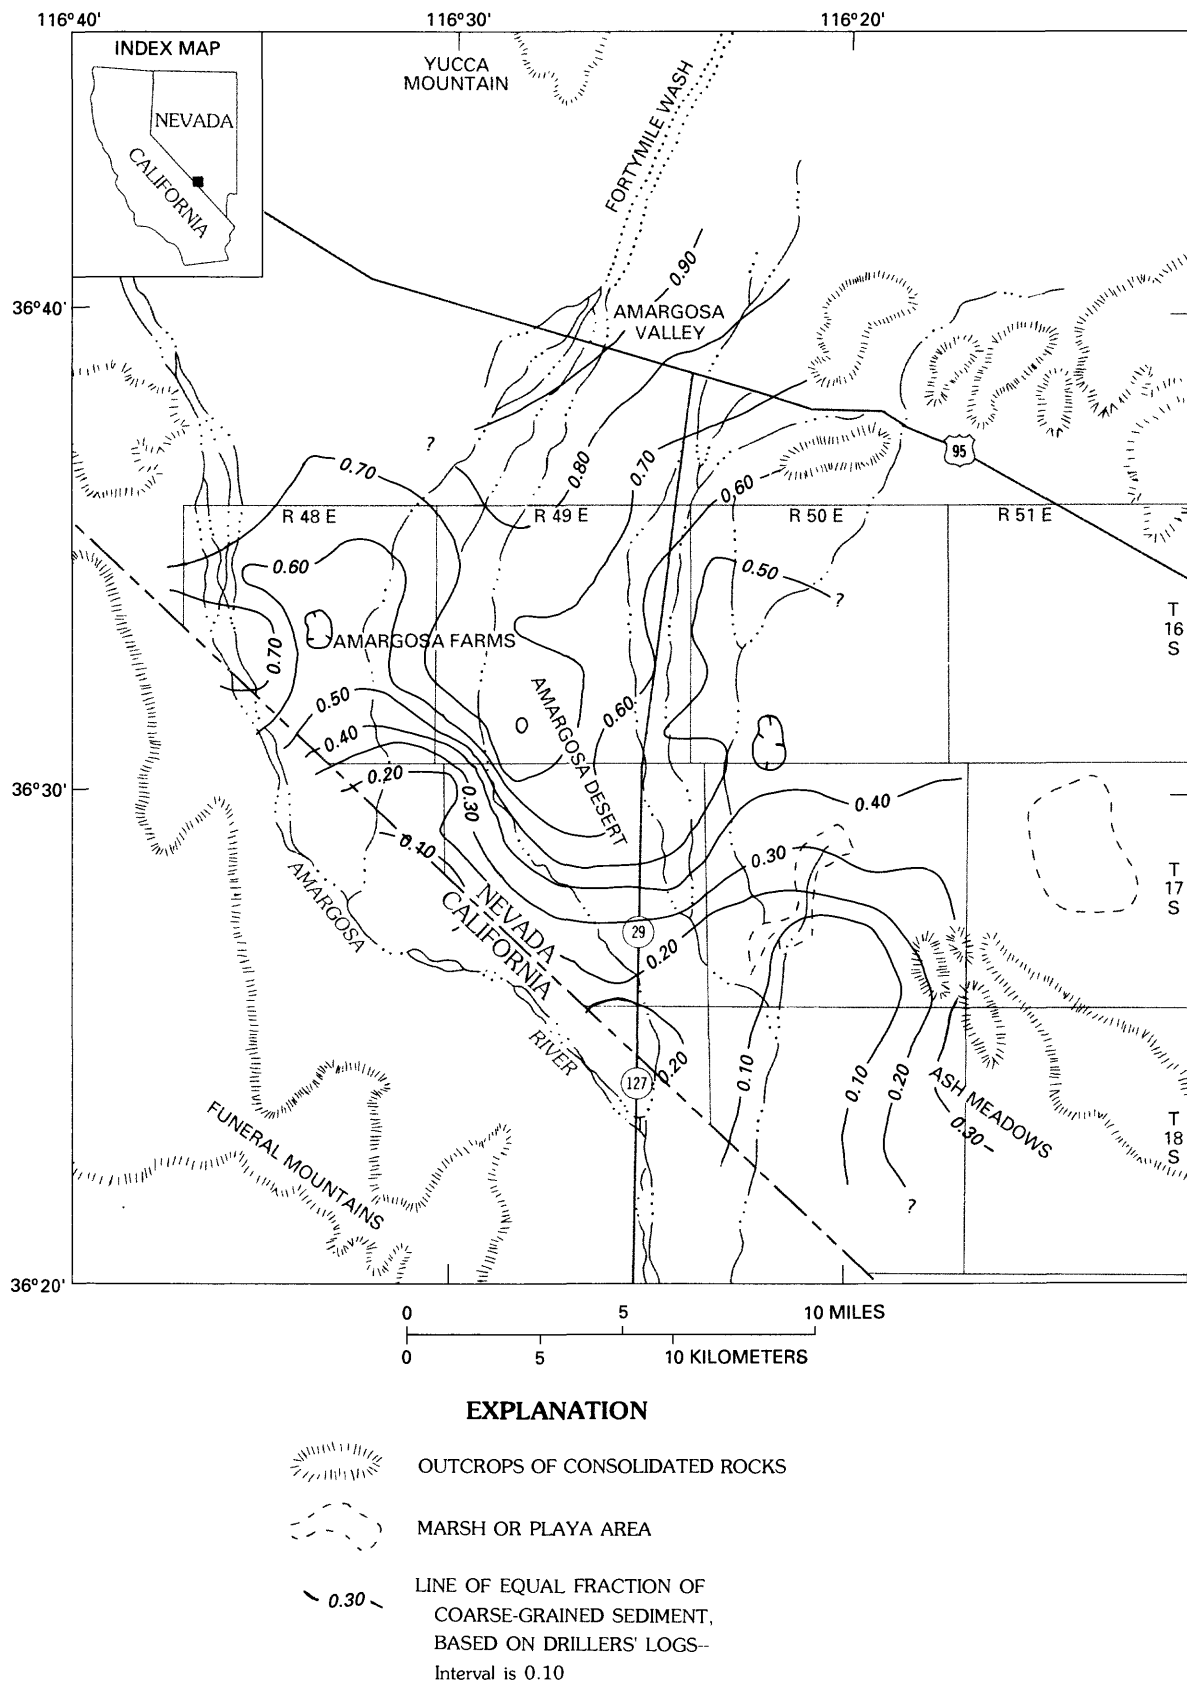 116°40'
116°30'
116°20'
INDEX MAP
NEVADA
CALIFORNIA
YUCCA
MOUNTAIN
FORTYMILE WASH
0.90
36°40'
AMARGOSA
VALLEY
?
0.70
0.80
0.70
0.60
95
R 48 E
R 49 E
R 50 E
R 51 E
0.60
0.50
?
T
16
S
AMARGOSA FARMS
0.70
0.50
0.40
0.20
0.30
0.10
AMARGOSA DESERT
0.60
36°30'
0.40
0.30
T
17
S
AMARGOSA
NEVADA
CALIFORNIA
29
0.20
RIVER
127
0.20
0.10
0.10
0.20
ASH MEADOWS
0.30
?
T
18
S
FUNERAL MOUNTAINS
36°20'
0 5 10 MILES
0 5 10 KILOMETERS
EXPLANATION
OUTCROPS OF CONSOLIDATED ROCKS
MARSH OR PLAYA AREA
0.30
LINE OF EQUAL FRACTION OF
COARSE-GRAINED SEDIMENT,
BASED ON DRILLERS' LOGS--
Interval is 0.10